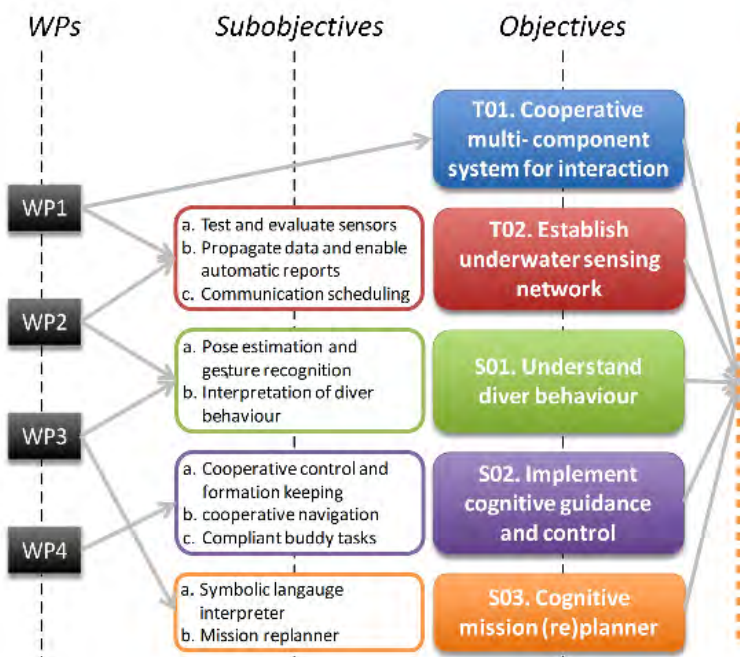 WPs
Subobjectives
Objectives
T01. Cooperative
multi- component
system for interaction
WP1
a. Test and evaluate sensors
b. Propagate data and enable
automatic reports
c. Communication scheduling
T02. Establish
underwater sensing
network
WP2
a. Pose estimation and
gesture recognition
b. Interpretation of diver
behaviour
S01. Understand
diver behaviour
WP3
a. Cooperative control and
formation keeping
b. cooperative navigation
c. Compliant buddy tasks
S02. Implement
cognitive guidance
and control
WP4
a. Symbolic langauge
interpreter
b. Mission replanner
S03. Cognitive
mission (re)planner